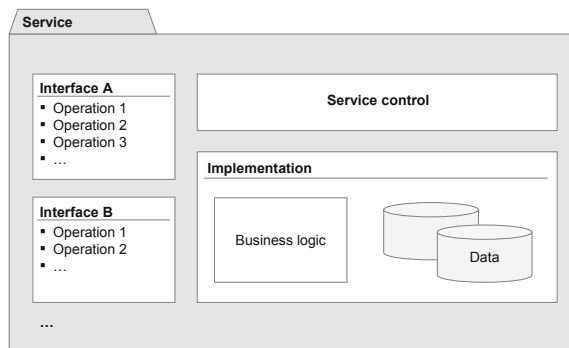 Service
Interface A
▪ Operation 1
▪ Operation 2
▪ Operation 3
▪ …
Interface B
▪ Operation 1
▪ Operation 2
▪ …
...
Service control
Implementation
Business logic
Data